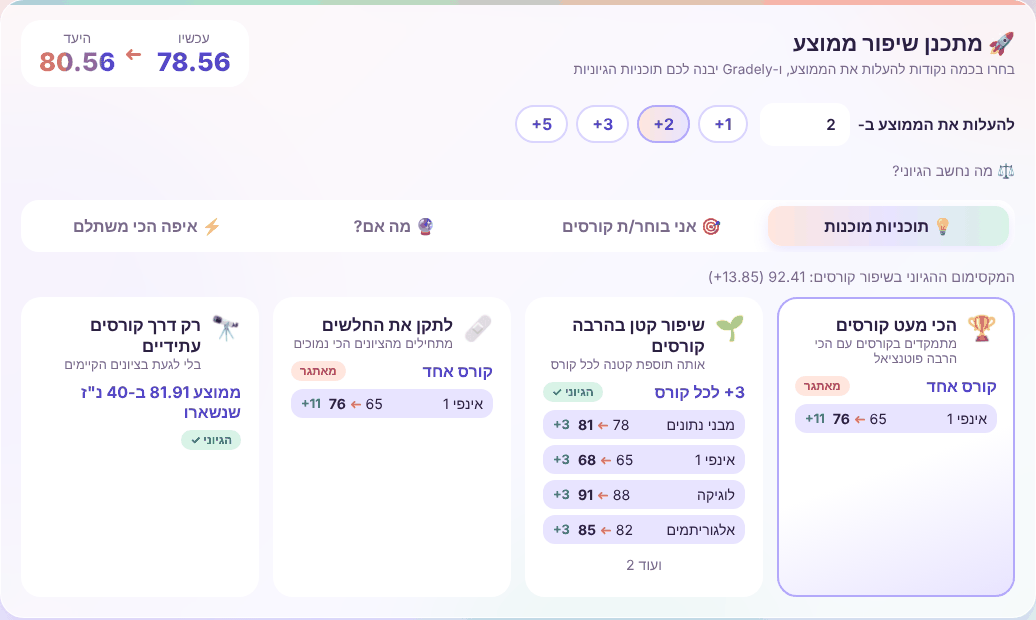 🚀 מתכנן שיפור ממוצע
בחרו בכמה נקודות להעלות את הממוצע, ו-Gradely יבנה לכם תוכניות הגיוניות
עכשיו
78.56
←
היעד
80.56
להעלות את הממוצע ב-
2
+1
+2
+3
+5
⚖️ מה נחשב הגיוני?
💡 תוכניות מוכנות
🎯 אני בוחר/ת קורסים
🔮 מה אם?
⚡ איפה הכי משתלם
המקסימום ההגיוני בשיפור קורסים: 92.41 (+13.85)
🏆 הכי מעט קורסים
מתמקדים בקורסים עם הכי
הרבה פוטנציאל
קורס אחד
מאתגר
אינפי 1 65 ← 76 +11
🌱 שיפור קטן בהרבה
קורסים
אותה תוספת קטנה לכל קורס
+3 לכל קורס
הגיוני ✓
מבני נתונים 78 ← 81 +3
אינפי 1 65 ← 68 +3
לוגיקה 88 ← 91 +3
אלגוריתמים 82 ← 85 +3
ועוד 2
🩹 לתקן את החלשים
מתחילים מהציונים הכי נמוכים
קורס אחד
מאתגר
אינפי 1 65 ← 76 +11
🔭 רק דרך קורסים
עתידיים
בלי לגעת בציונים הקיימים
ממוצע 81.91 ב-40 נ"ז
שנשארו
הגיוני ✓